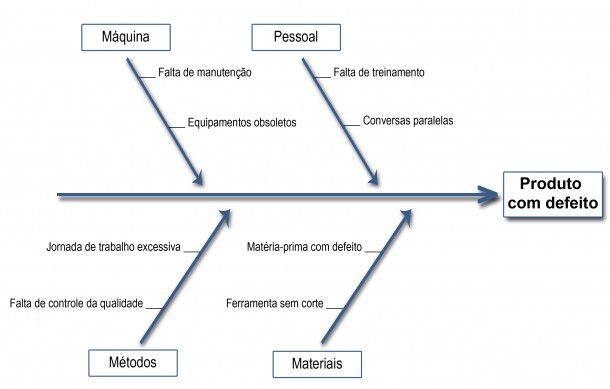 Máquina
Pessoal
Falta de manutenção
Falta de treinamento
Equipamentos obsoletos
Conversas paralelas
Produto
com defeito
Jornada de trabalho excessiva
Matéria-prima com defeito
Falta de controle da qualidade
Ferramenta sem corte
Métodos
Materiais